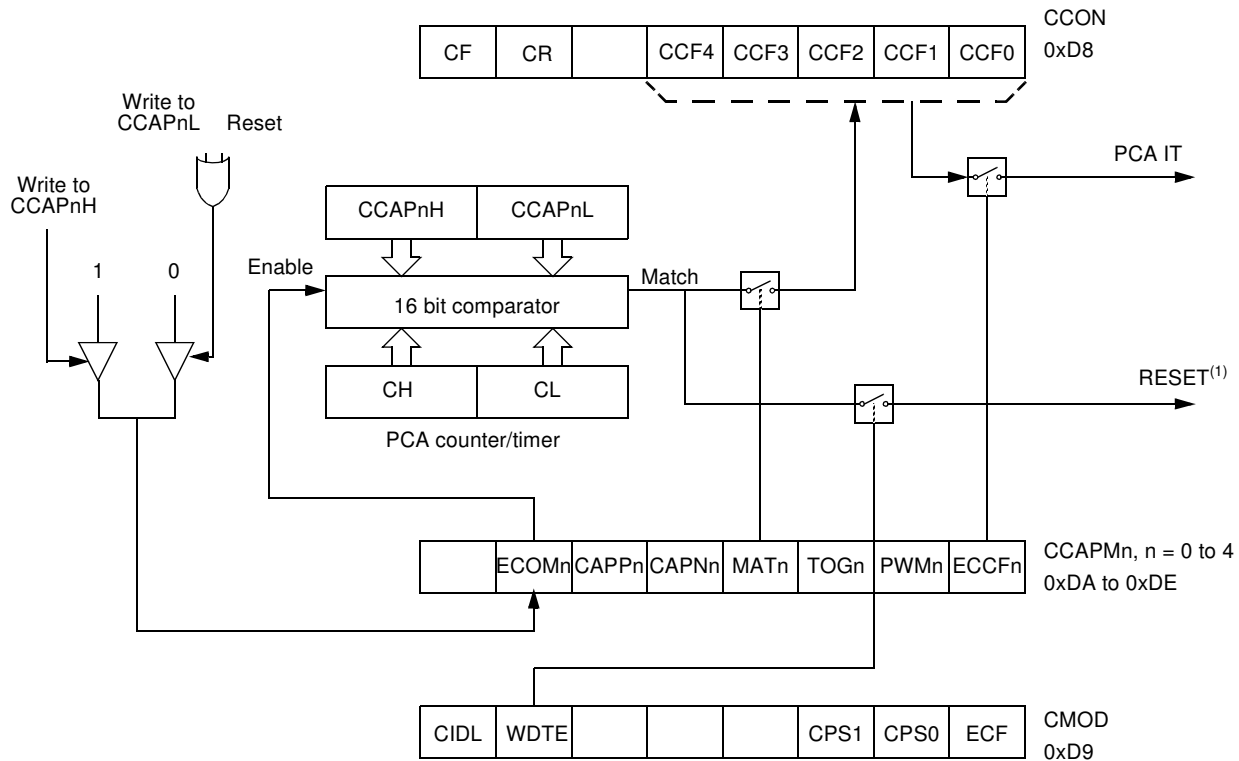 CCON
0xD8
CF CR CCF4 CCF3 CCF2 CCF1 CCF0
Write to
CCAPnL
Reset
Write to
CCAPnH
1
0
PCA IT
CCAPnH CCAPnL
Enable
16 bit comparator
Match
CH CL
PCA counter/timer
RESET(1)
ECOMn CAPPn CAPNn MATn TOGn PWMn ECCFn
CCAPMn, n = 0 to 4
0xDA to 0xDE
CIDL WDTE CPS1 CPS0 ECF
CMOD
0xD9